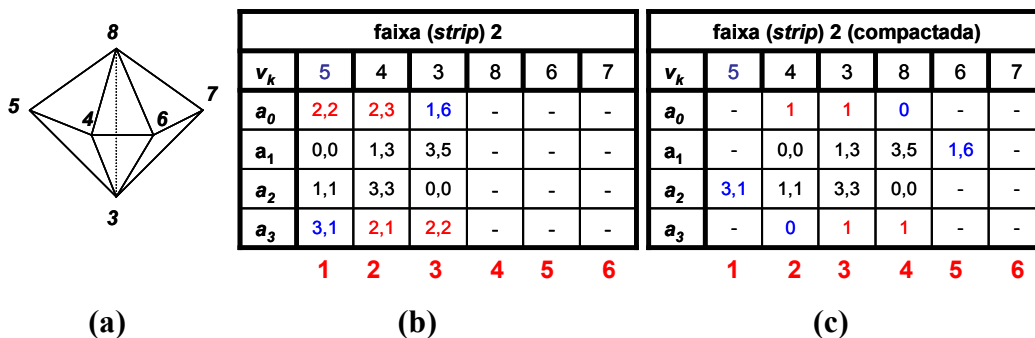 8
5
7
4
6
3
(a)
faixa (strip) 2
v_k 5 4 3 8 6 7
a_0 2,2 2,3 1,6 - - -
a_1 0,0 1,3 3,5 - - -
a_2 1,1 3,3 0,0 - - -
a_3 3,1 2,1 2,2 - - -
1 2 3 4 5 6
(b)
faixa (strip) 2 (compactada)
v_k 5 4 3 8 6 7
a_0 - 1 1 0 - -
a_1 - 0,0 1,3 3,5 1,6 -
a_2 3,1 1,1 3,3 0,0 - -
a_3 - 0 1 1 - -
1 2 3 4 5 6
(c)